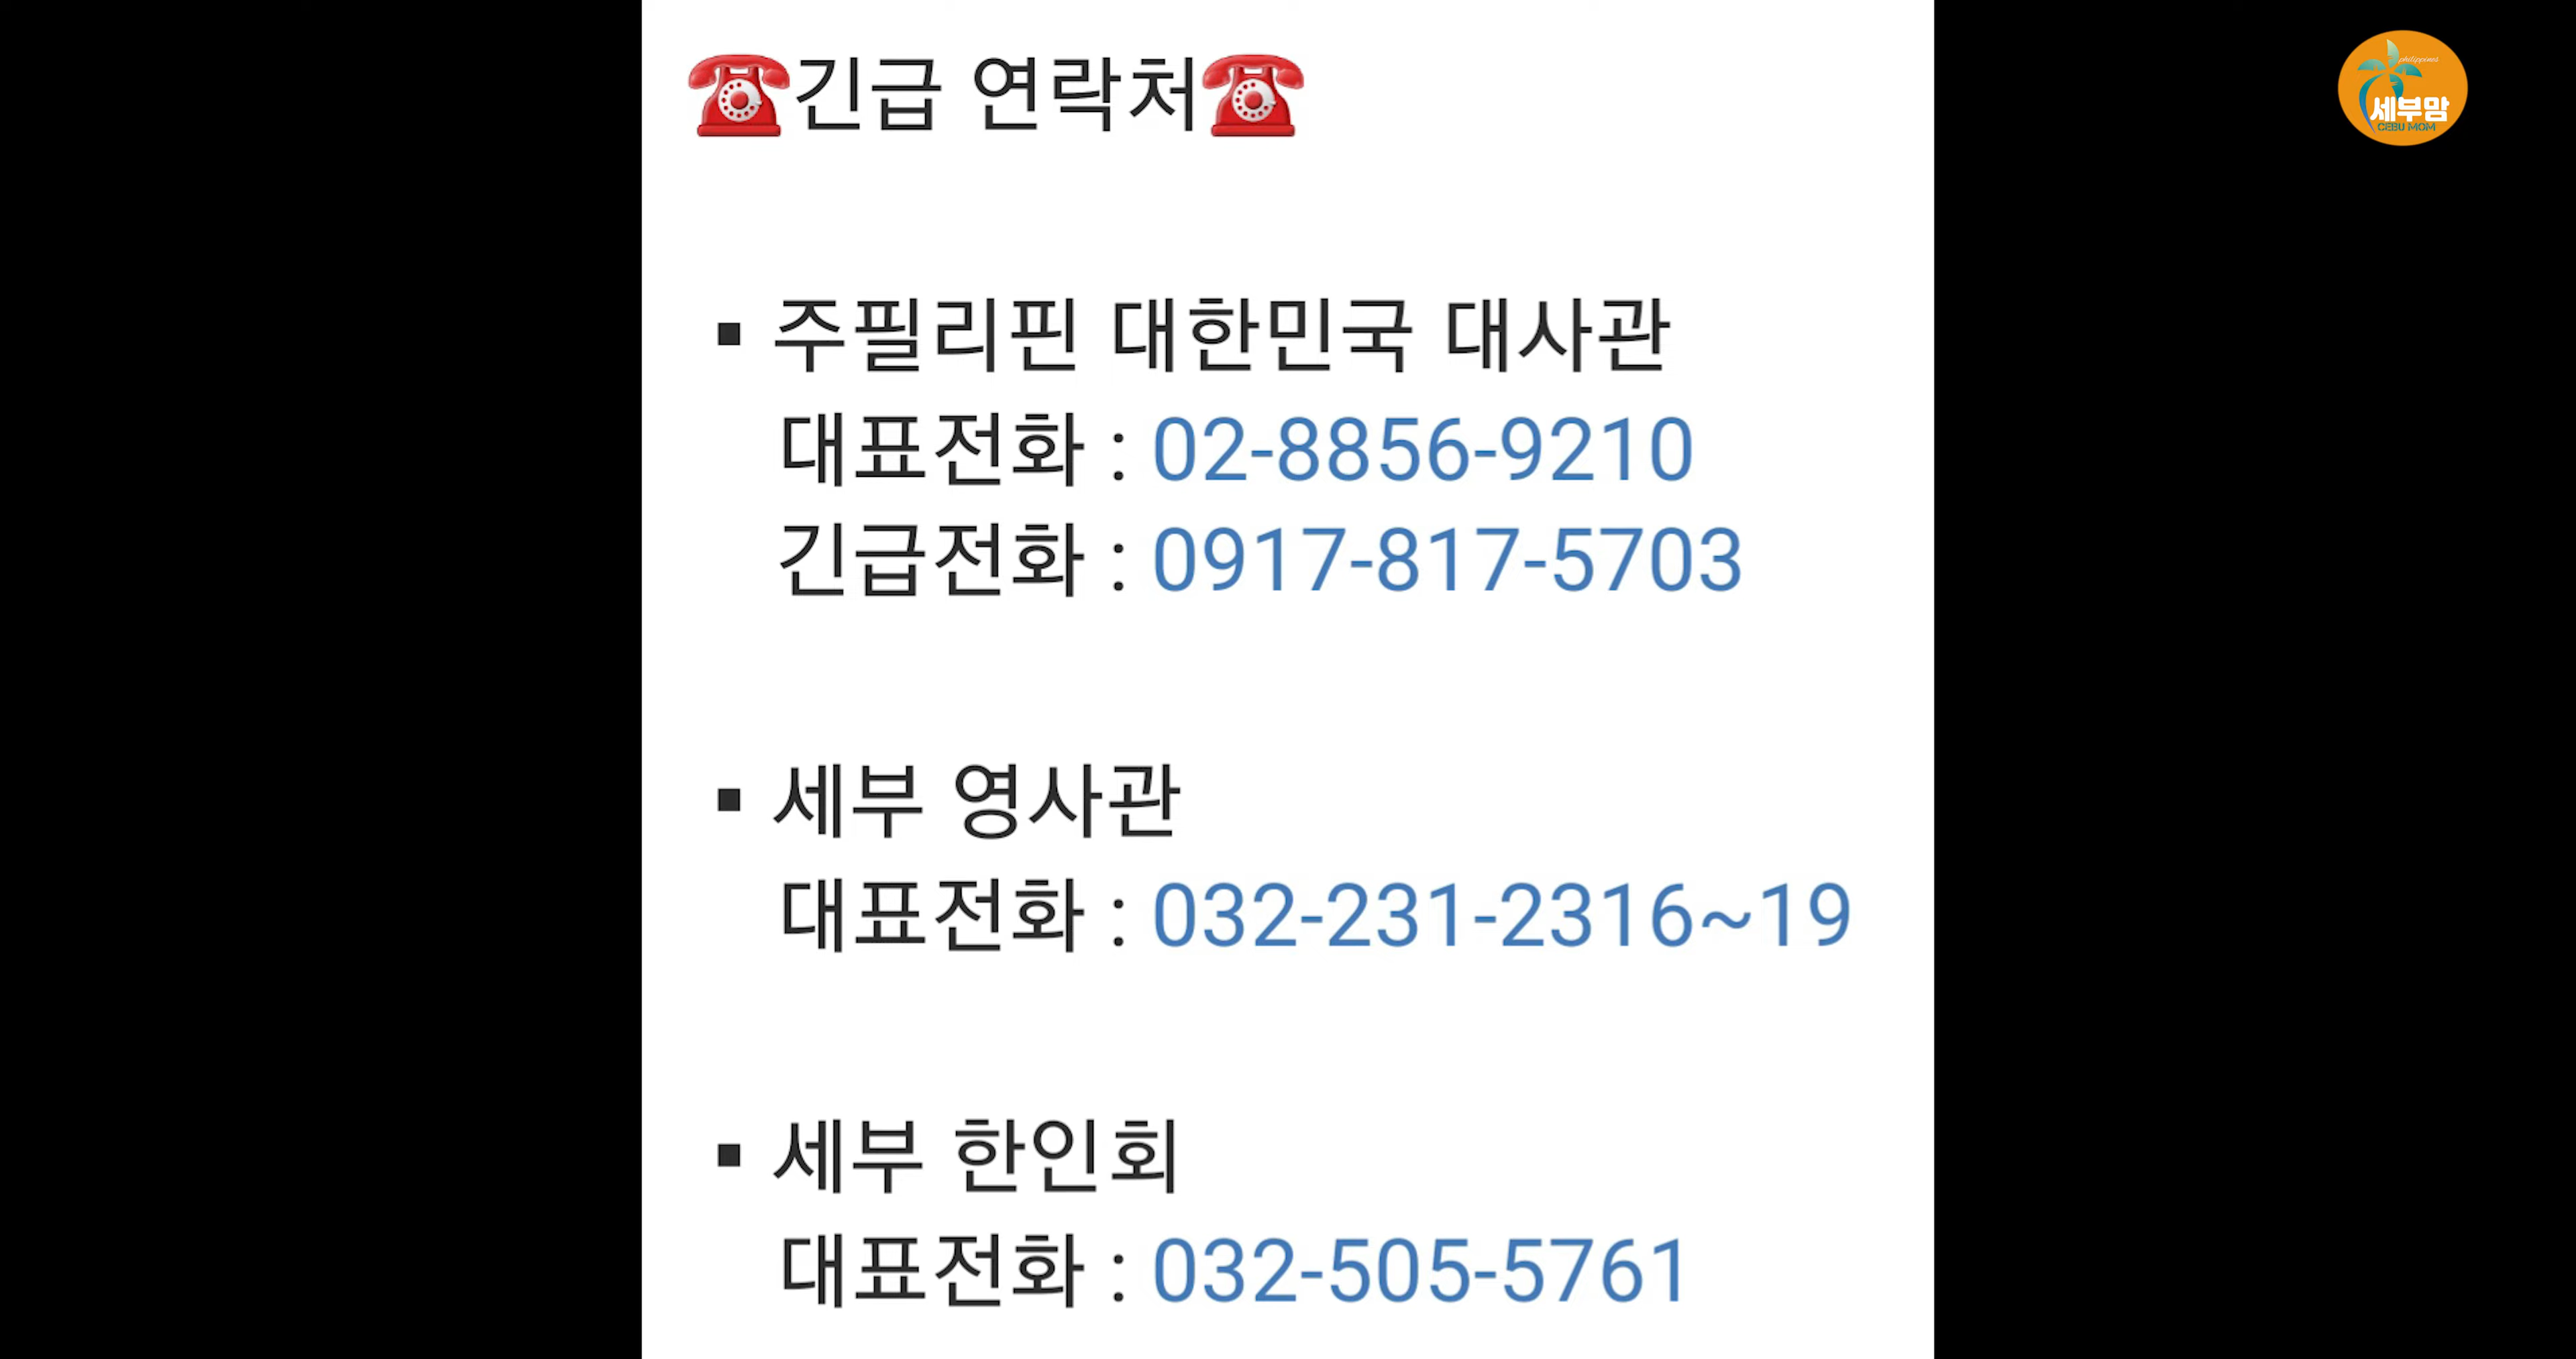 ☎️긴급 연락처☎️
▪ 주필리핀 대한민국 대사관
대표전화 : 02-8856-9210
긴급전화 : 0917-817-5703
▪ 세부 영사관
대표전화 : 032-231-2316~19
▪ 세부 한인회
대표전화 : 032-505-5761
philippines
세부맘
CEBU MOM